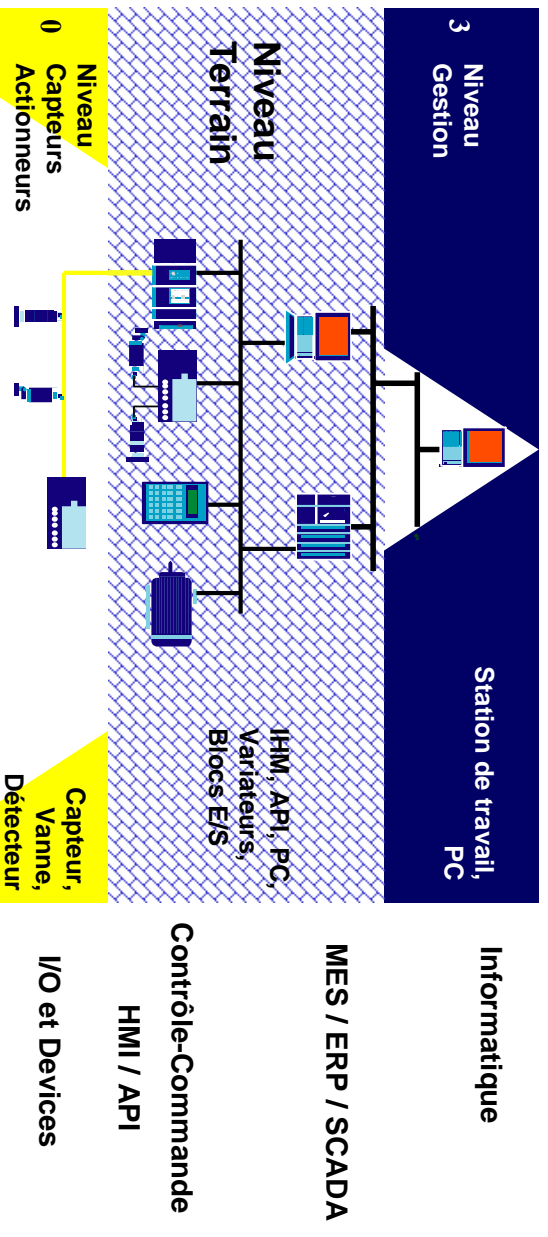 3
Niveau
Gestion
Station de travail,
PC
Informatique
Niveau
Terrain
IHM, API, PC,
Variateurs,
Blocs E/S
MES / ERP / SCADA
Contrôle-Commande
HMI / API
0
Niveau
Capteurs
Actionneurs
Capteur,
Vanne,
Détecteur
I/O et Devices